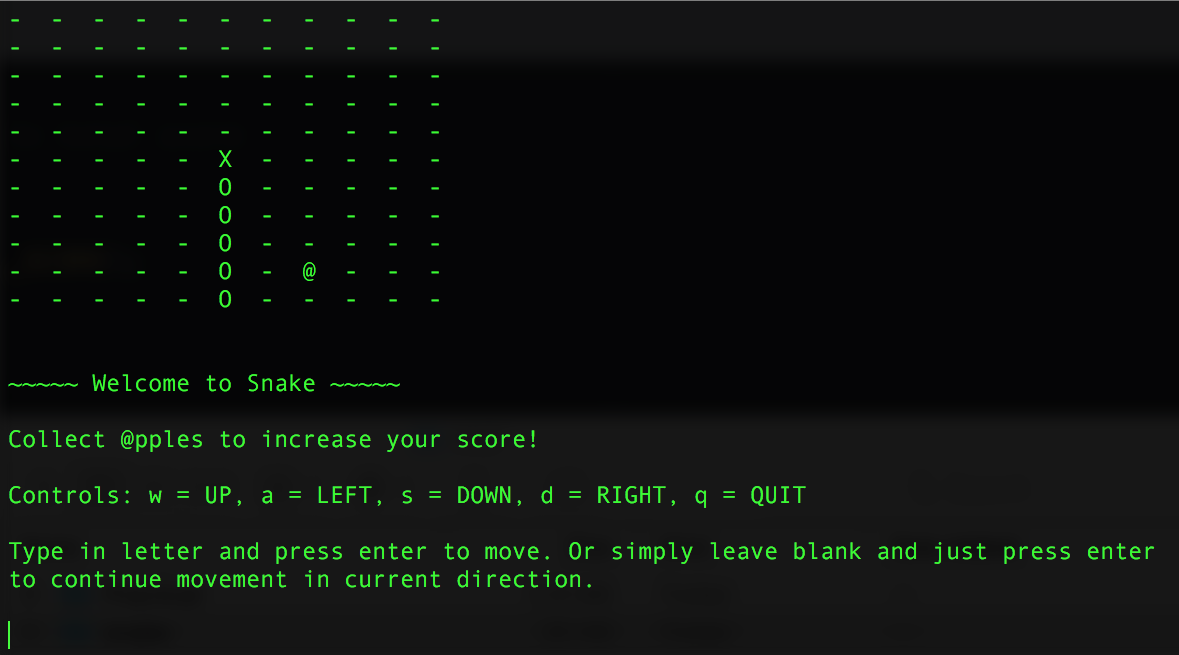 - - - - - - - - - - -
- - - - - - - - - - -
- - - - - - - - - - -
- - - - - - - - - - -
- - - - - - - - - - -
- - - - - X - - - - -
- - - - - O - - - - -
- - - - - O - - - - -
- - - - - O - - - - -
- - - - - O - @ - - -
- - - - - O - - - - -
~~~~~ Welcome to Snake ~~~~~
Collect @pples to increase your score!
Controls: w = UP, a = LEFT, s = DOWN, d = RIGHT, q = QUIT
Type in letter and press enter to move. Or simply leave blank and just press enter
to continue movement in current direction.